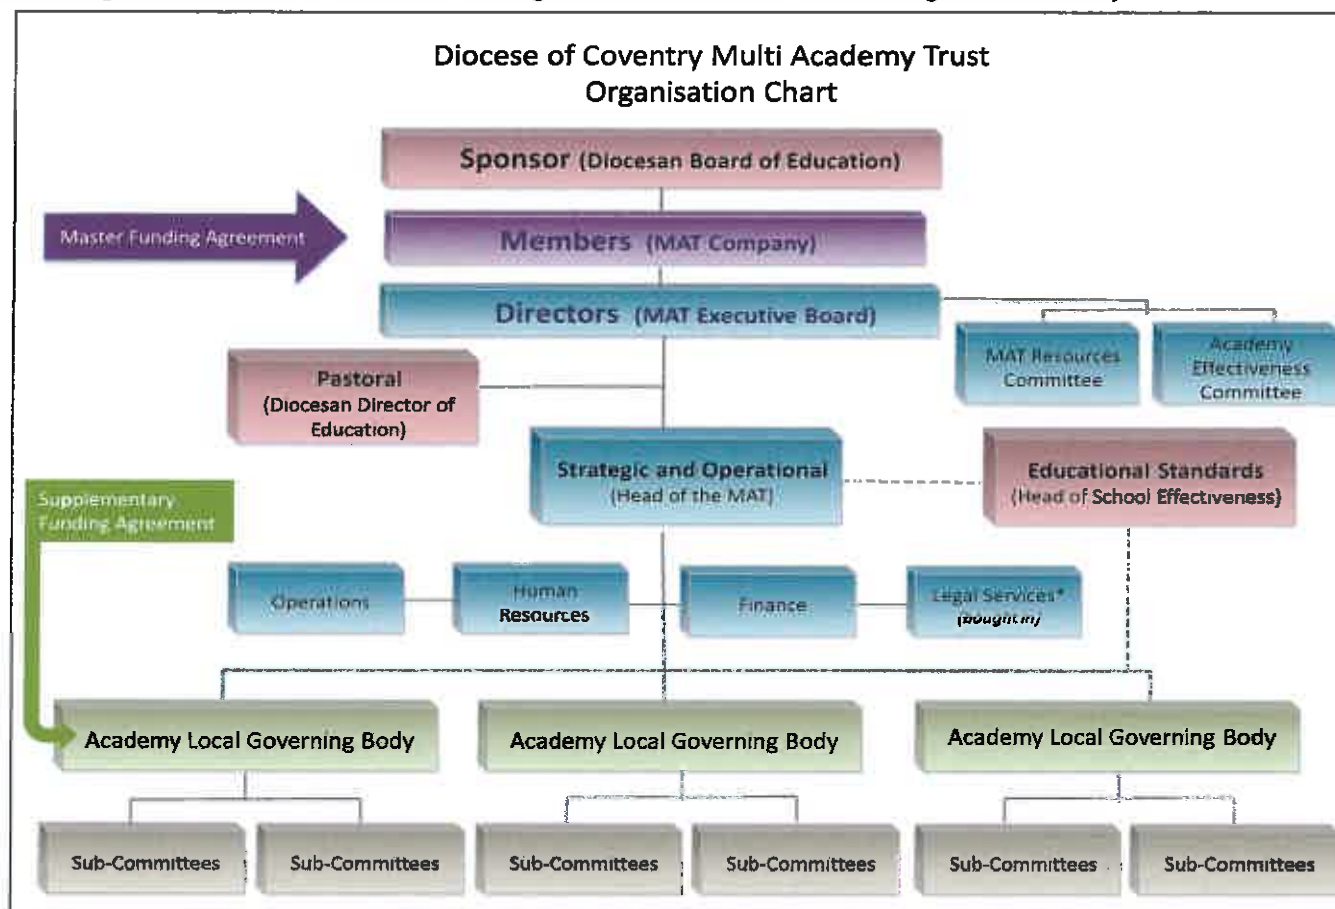 Diocese of Coventry Multi Academy Trust
Organisation Chart
Sponsor (Diocesan Board of Education)
Master Funding Agreement
Members (MAT Company)
Directors (MAT Executive Board)
MAT Resources
Committee
Academy
Effectiveness
Committee
Pastoral
(Diocesan Director of
Education)
Strategic and Operational
(Head of the MAT)
Educational Standards
(Head of School Effectiveness)
Supplementary
Funding Agreement
Operations
Human
Resources
Finance
Legal Services*
(bought in)
Academy Local Governing Body
Academy Local Governing Body
Academy Local Governing Body
Sub-Committees
Sub-Committees
Sub-Committees
Sub-Committees
Sub-Committees
Sub-Committees